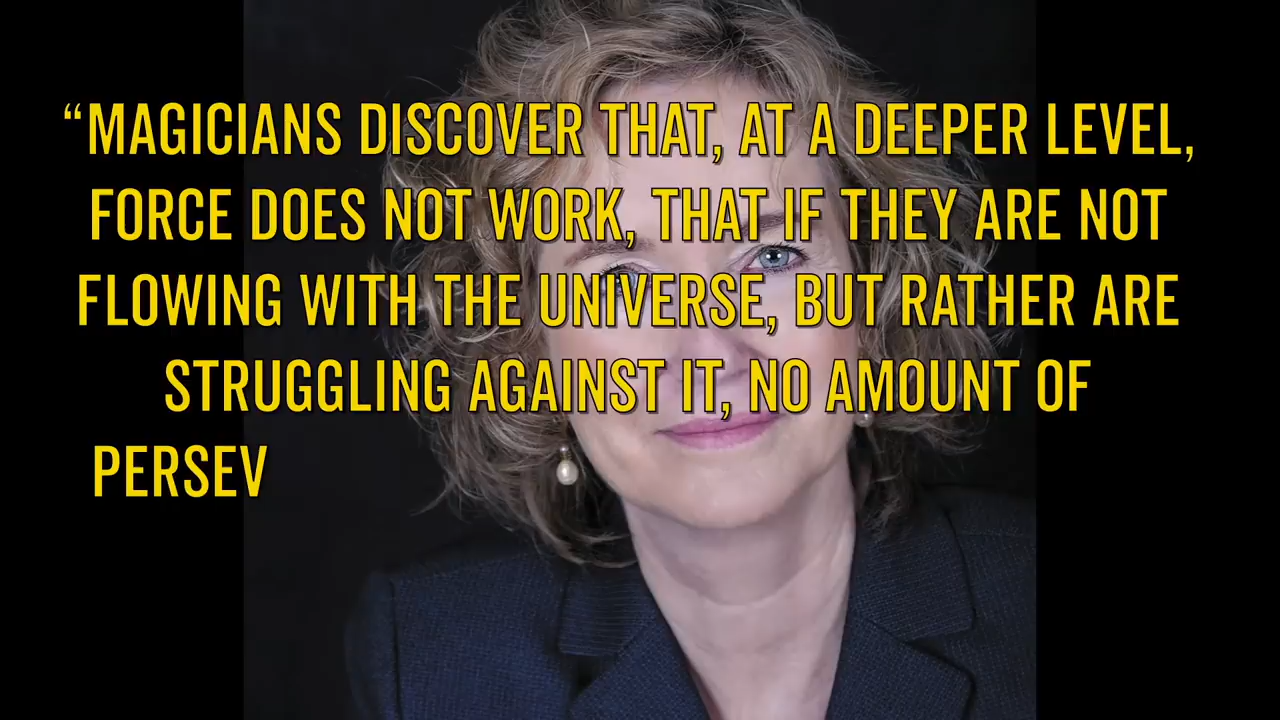 “MAGICIANS DISCOVER THAT, AT A DEEPER LEVEL,
FORCE DOES NOT WORK, THAT IF THEY ARE NOT
FLOWING WITH THE UNIVERSE, BUT RATHER ARE
STRUGGLING AGAINST IT, NO AMOUNT OF
PERSEV